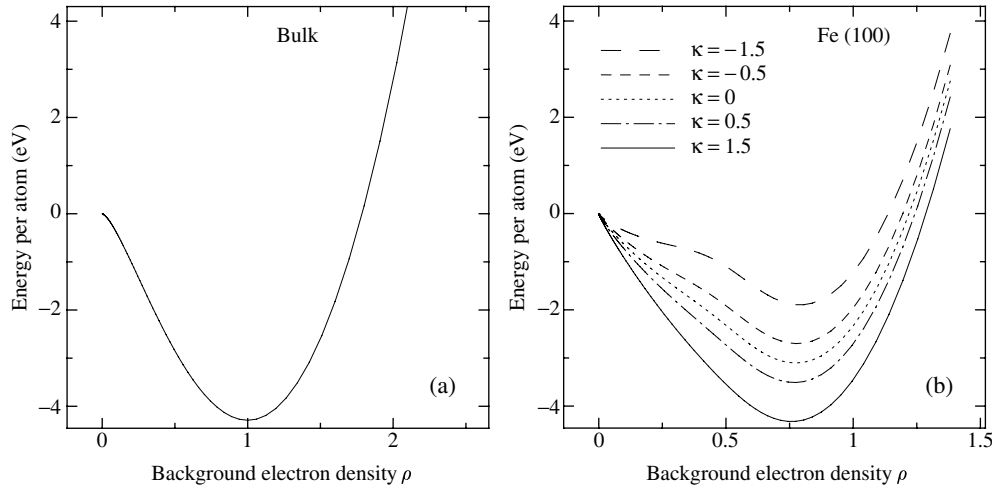 Bulk
Energy per atom (eV)
4
2
0
−2
−4
(a)
0
1
2
Background electron density ρ
Fe (100)
κ = −1.5
κ = −0.5
κ = 0
κ = 0.5
κ = 1.5
Energy per atom (eV)
4
2
0
−2
−4
(b)
0
0.5
1
1.5
Background electron density ρ